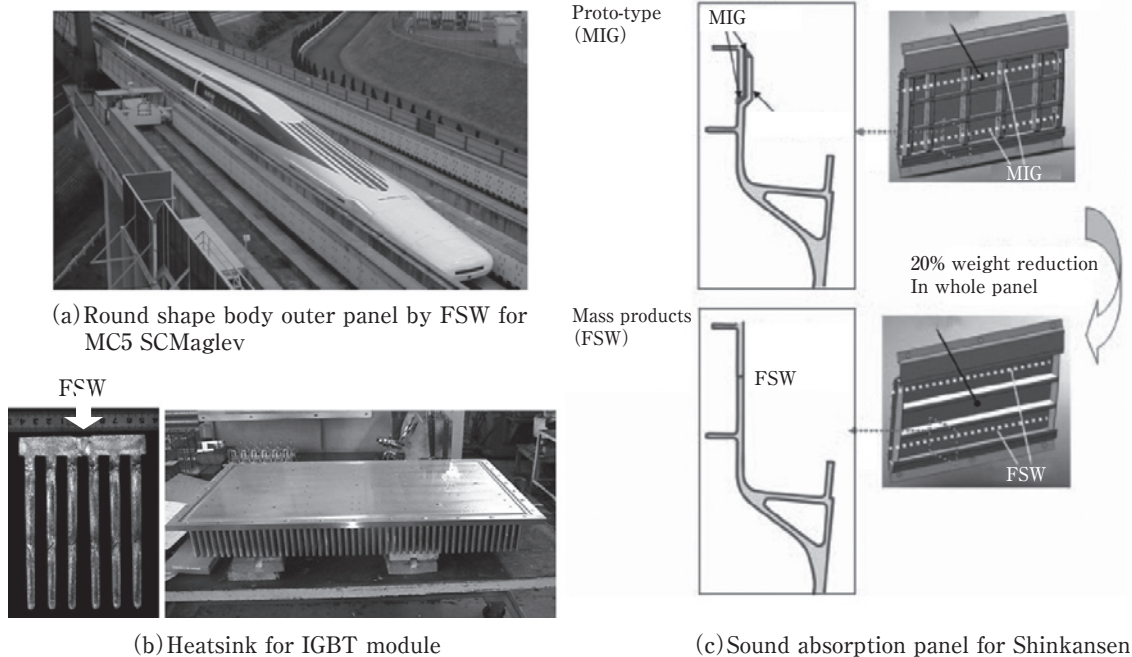 (a) Round shape body outer panel by FSW for
MC5 SCMaglev
FSW
(b) Heatsink for IGBT module
Proto-type
(MIG)
MIG
MIG
20% weight reduction
In whole panel
Mass products
(FSW)
FSW
FSW
(c) Sound absorption panel for Shinkansen